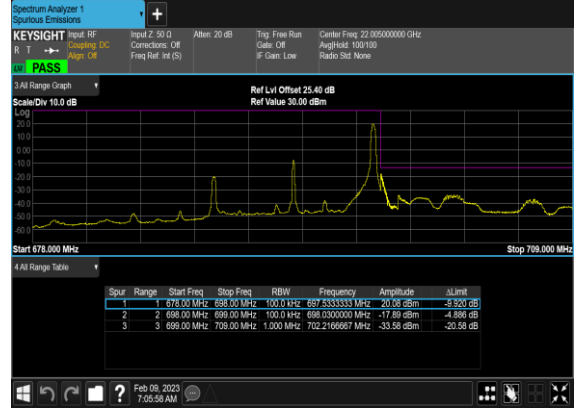 Spectrum Analyzer 1
Spurious Emissions
KEYSIGHT Input: RF Input Z: 50 Ω Atten: 20 dB Trig: Free Run Center Freq: 22.005000000 GHz
R T Coupling: DC Corrections: Off Gate: Off Avg|Hold: 100/100
Align: Off Freq Ref: Int (S) IF Gain: Low Radio Std: None
PASS
3 All Range Graph
Ref Lvl Offset 25.40 dB
Scale/Div 10.0 dB Ref Value 30.00 dBm
Log
20.0
10.0
0.00
-10.0
-20.0
-30.0
-40.0
-50.0
-60.0
Start 678.000 MHz Stop 709.000 MHz
4 All Range Table
Spur Range Start Freq Stop Freq RBW Frequency Amplitude ΔLimit
1 1 678.00 MHz 698.00 MHz 100.0 kHz 697.5333333 MHz 20.08 dBm -9.920 dB
2 2 698.00 MHz 699.00 MHz 100.0 kHz 698.0300000 MHz -17.89 dBm -4.886 dB
3 3 699.00 MHz 709.00 MHz 1.000 MHz 702.2166667 MHz -33.58 dBm -20.58 dB
? Feb 09, 2023
7:05:58 AM